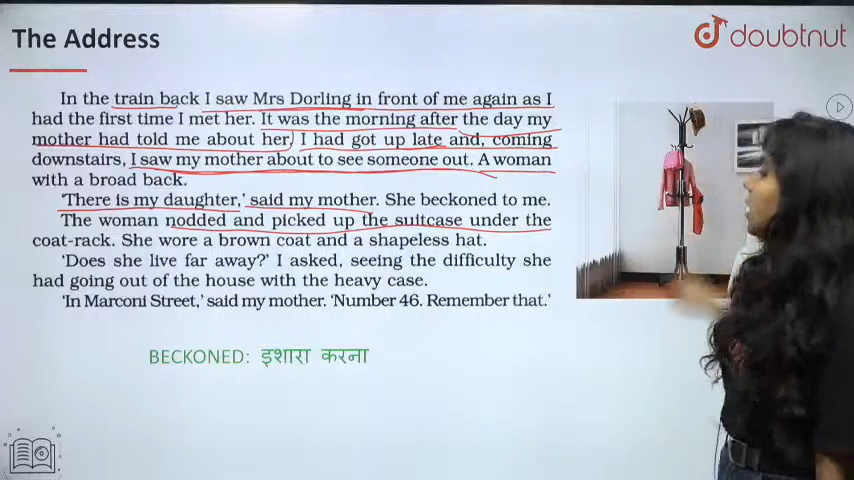 The Address
doubtnut
In the train back I saw Mrs Dorling in front of me again as I
had the first time I met her. It was the morning after the day my
mother had told me about her. I had got up late and, coming
downstairs, I saw my mother about to see someone out. A woman
with a broad back.
‘There is my daughter,’ said my mother. She beckoned to me.
The woman nodded and picked up the suitcase under the
coat-rack. She wore a brown coat and a shapeless hat.
‘Does she live far away?’ I asked, seeing the difficulty she
had going out of the house with the heavy case.
‘In Marconi Street,’ said my mother. ‘Number 46. Remember that.’
BECKONED: इशारा करना